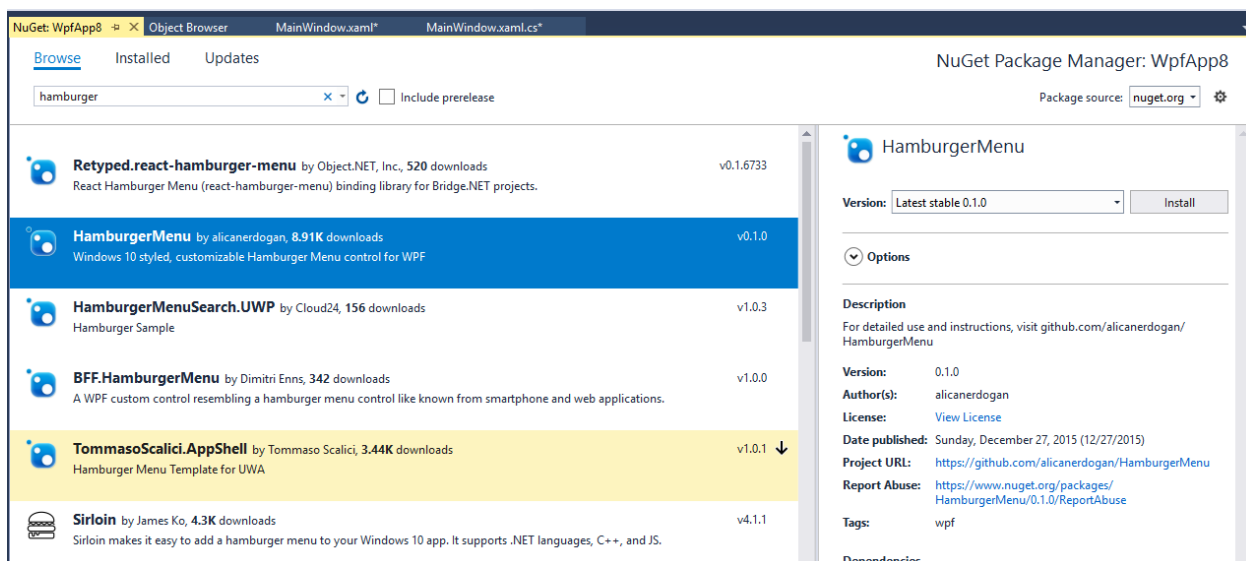 NuGet: WpfApp8 Object Browser MainWindow.xaml* MainWindow.xaml.cs*
Browse Installed Updates
NuGet Package Manager: WpfApp8
hamburger
Include prerelease
Package source: nuget.org
Retyped.react-hamburger-menu by Object.NET, Inc., 520 downloads v0.1.6733
React Hamburger Menu (react-hamburger-menu) binding library for Bridge.NET projects.
HamburgerMenu by alicanerdogan, 8.91K downloads v0.1.0
Windows 10 styled, customizable Hamburger Menu control for WPF
HamburgerMenuSearch.UWP by Cloud24, 156 downloads v1.0.3
Hamburger Sample
BFF.HamburgerMenu by Dimitri Enns, 342 downloads v1.0.0
A WPF custom control resembling a hamburger menu control like known from smartphone and web applications.
TommasoScalici.AppShell by Tommaso Scalici, 3.44K downloads v1.0.1
Hamburger Menu Template for UWA
Sirloin by James Ko, 4.3K downloads v4.1.1
Sirloin makes it easy to add a hamburger menu to your Windows 10 app. It supports .NET languages, C++, and JS.
HamburgerMenu
Version: Latest stable 0.1.0 Install
Options
Description
For detailed use and instructions, visit github.com/alicanerdogan/
HamburgerMenu
Version: 0.1.0
Author(s): alicanerdogan
License: View License
Date published: Sunday, December 27, 2015 (12/27/2015)
Project URL: https://github.com/alicanerdogan/HamburgerMenu
Report Abuse: https://www.nuget.org/packages/
HamburgerMenu/0.1.0/ReportAbuse
Tags: wpf
Dependencies